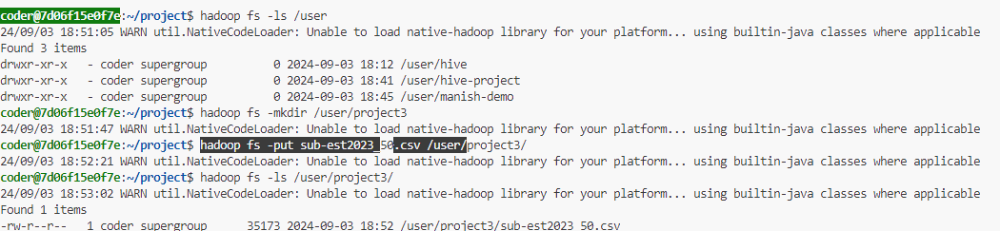 coder@7d06f15e0f7e:~/project$ hadoop fs -ls /user
24/09/03 18:51:05 WARN util.NativeCodeLoader: Unable to load native-hadoop library for your platform... using builtin-java classes where applicable
Found 3 items
drwxr-xr-x   - coder supergroup          0 2024-09-03 18:12 /user/hive
drwxr-xr-x   - coder supergroup          0 2024-09-03 18:41 /user/hive-project
drwxr-xr-x   - coder supergroup          0 2024-09-03 18:45 /user/manish-demo
coder@7d06f15e0f7e:~/project$ hadoop fs -mkdir /user/project3
24/09/03 18:51:47 WARN util.NativeCodeLoader: Unable to load native-hadoop library for your platform... using builtin-java classes where applicable
coder@7d06f15e0f7e:~/project$ hadoop fs -put sub-est2023_50.csv /user/project3/
24/09/03 18:52:21 WARN util.NativeCodeLoader: Unable to load native-hadoop library for your platform... using builtin-java classes where applicable
coder@7d06f15e0f7e:~/project$ hadoop fs -ls /user/project3/
24/09/03 18:53:02 WARN util.NativeCodeLoader: Unable to load native-hadoop library for your platform... using builtin-java classes where applicable
Found 1 items
-rw-r--r--   1 coder supergroup      35173 2024-09-03 18:52 /user/project3/sub-est2023_50.csv